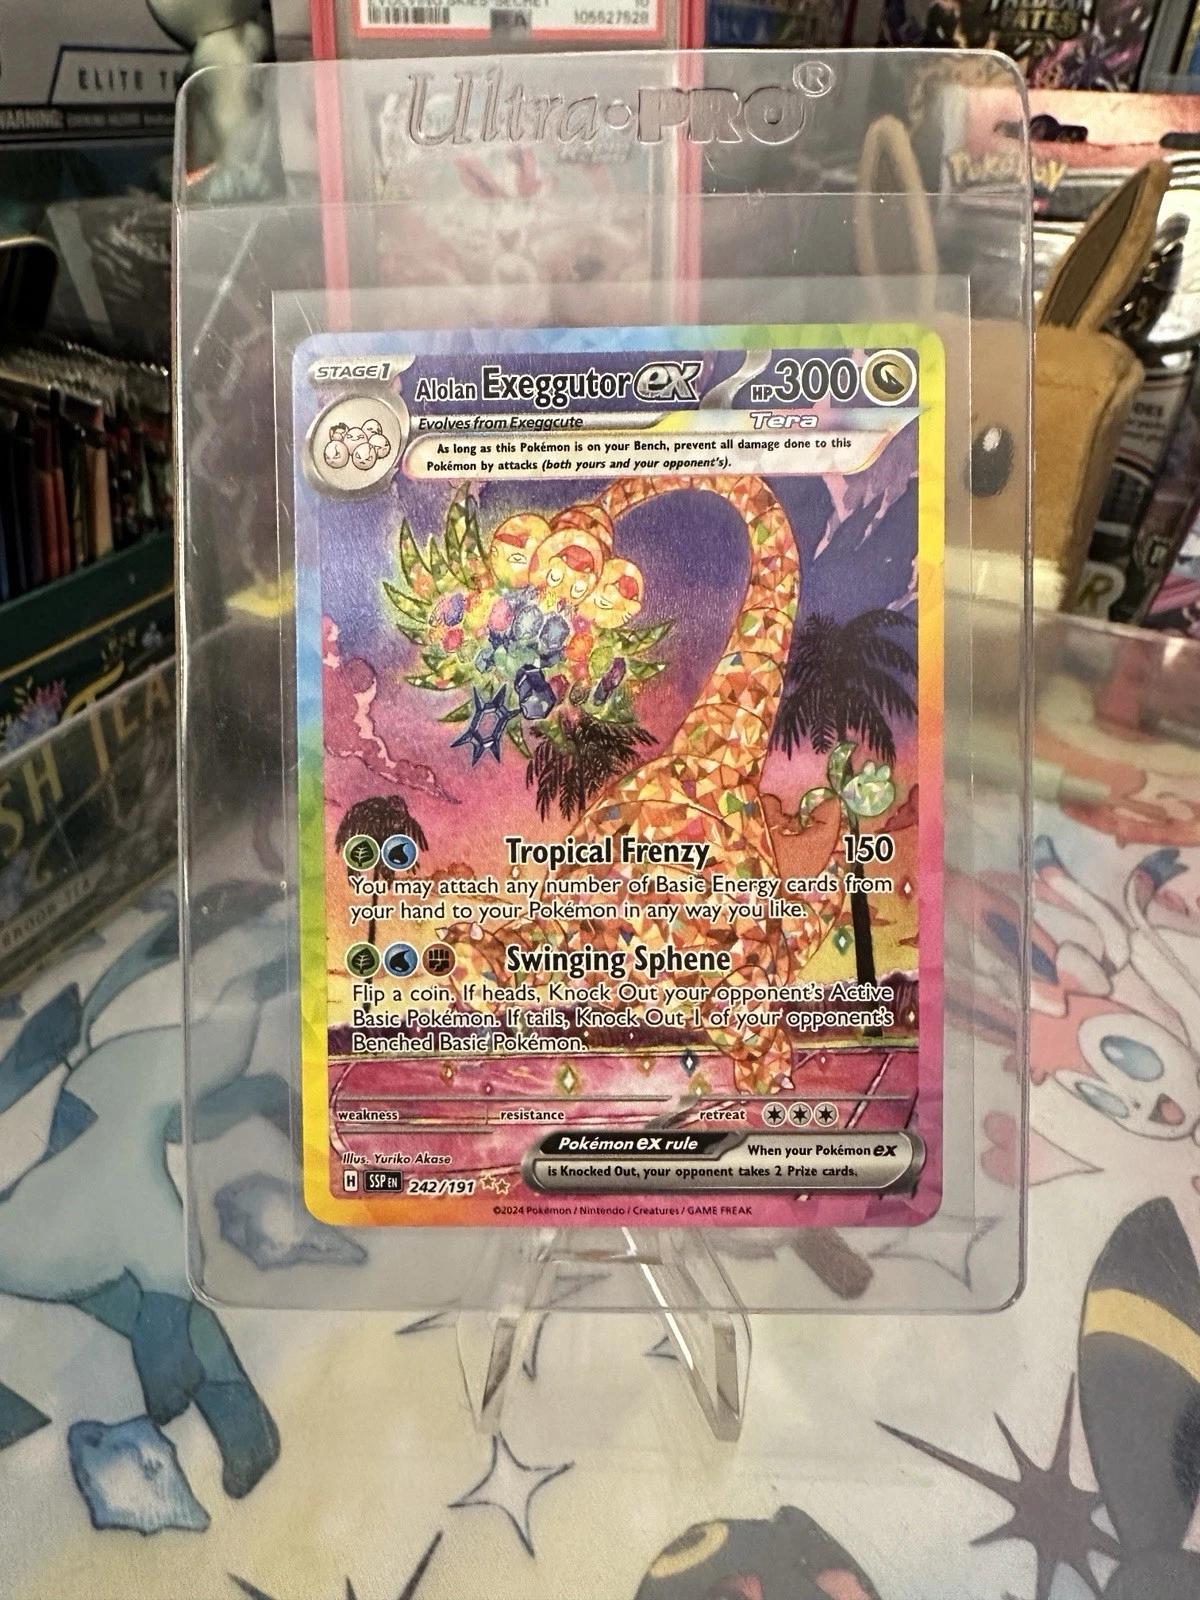 105627528
ELITE
WARNING:
FATES
Ultra·PRO®
STAGE1
Alolan Exeggutor ex
HP300
Evolves from Exeggcute
Tera
As long as this Pokémon is on your Bench, prevent all damage done to this
Pokémon by attacks (both yours and your opponent's).
Tropical Frenzy 150
You may attach any number of Basic Energy cards from
your hand to your Pokémon in any way you like.
Swinging Sphene
Flip a coin. If heads, Knock Out your opponent's Active
Basic Pokémon. If tails, Knock Out 1 of your opponent's
Benched Basic Pokémon.
weakness resistance retreat
Pokémon ex rule
When your Pokémon ex
is Knocked Out, your opponent takes 2 Prize cards.
Illus. Yuriko Akase
H SSP EN 242/191
©2024 Pokémon / Nintendo / Creatures / GAME FREAK